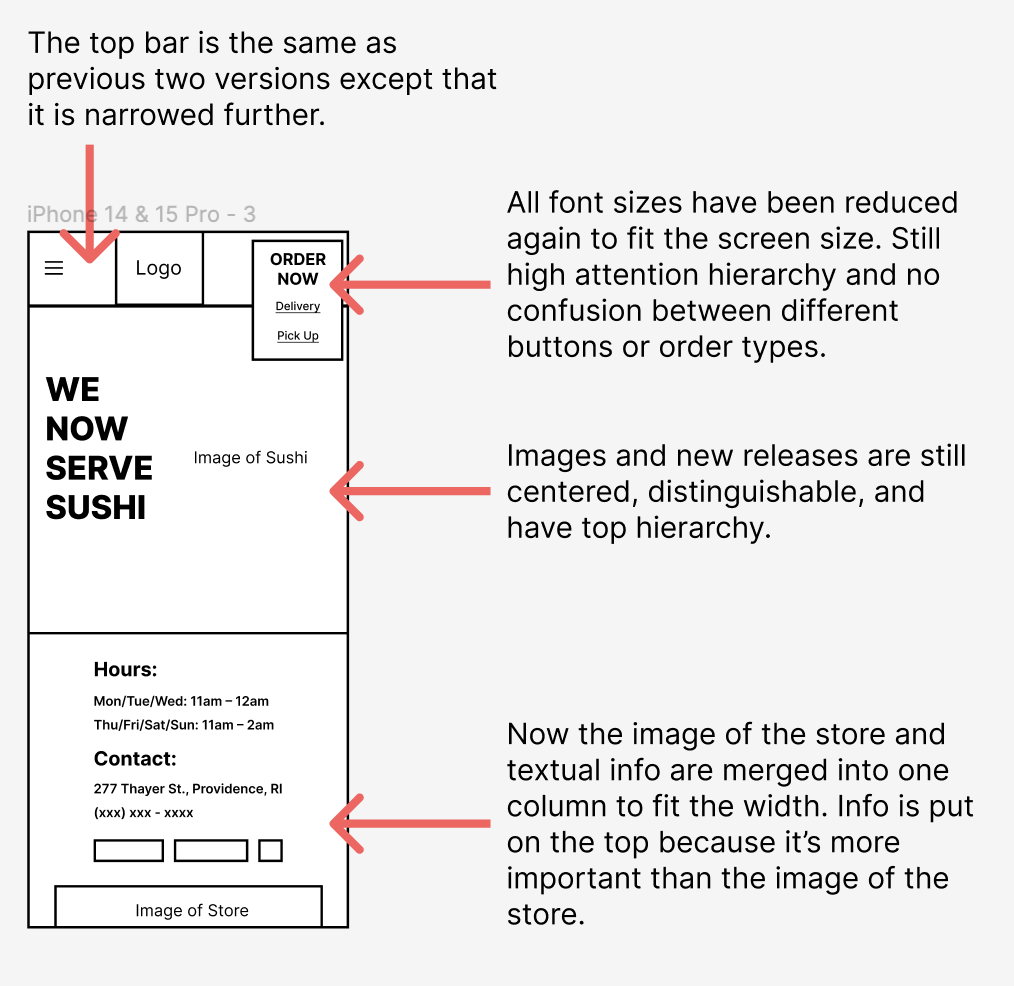 The top bar is the same as
previous two versions except that
it is narrowed further.
iPhone 14 & 15 Pro - 3
Logo
ORDER
NOW
Delivery
Pick Up
All font sizes have been reduced
again to fit the screen size. Still
high attention hierarchy and no
confusion between different
buttons or order types.
WE
NOW
SERVE
SUSHI
Image of Sushi
Images and new releases are still
centered, distinguishable, and
have top hierarchy.
Hours:
Mon/Tue/Wed: 11am – 12am
Thu/Fri/Sat/Sun: 11am – 2am
Contact:
277 Thayer St., Providence, RI
(xxx) xxx - xxxx
Image of Store
Now the image of the store and
textual info are merged into one
column to fit the width. Info is put
on the top because it’s more
important than the image of the
store.